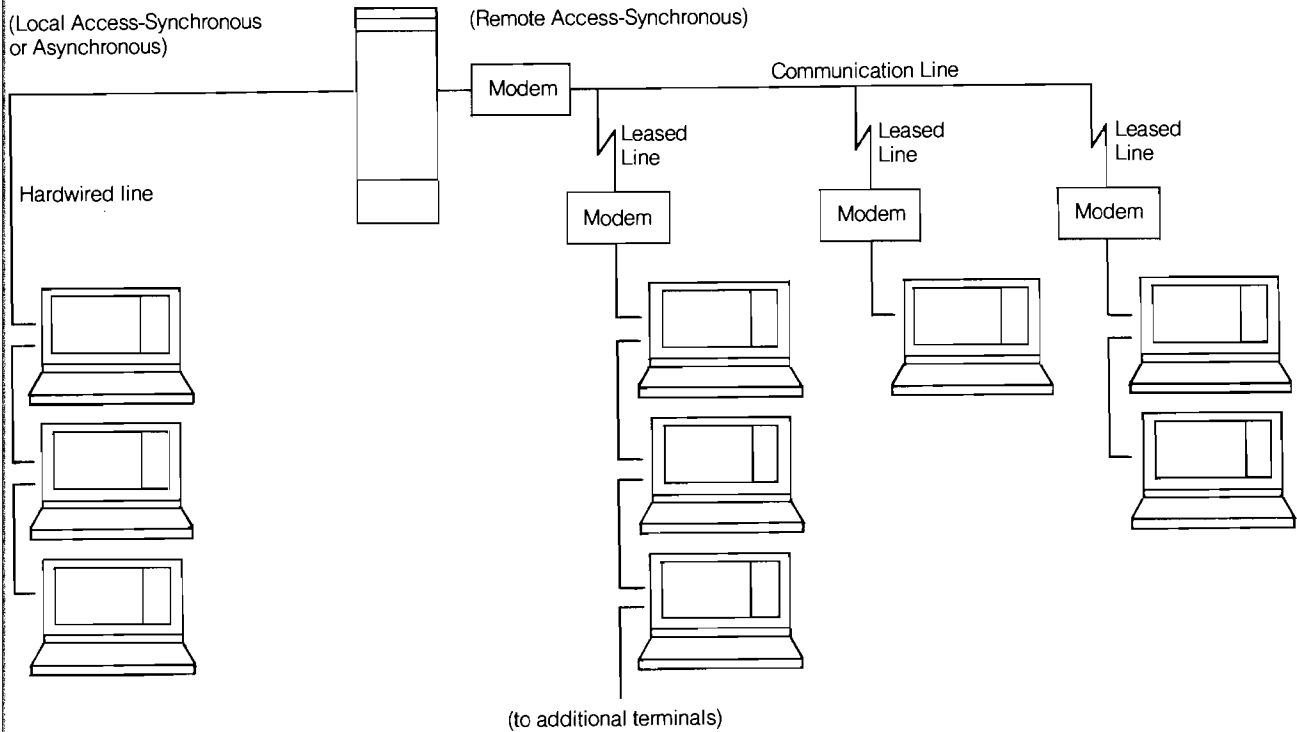 (Local Access-Synchronous
or Asynchronous)
(Remote Access-Synchronous)
Modem
Communication Line
Leased
Line
Leased
Line
Leased
Line
Hardwired line
Modem
Modem
Modem
(to additional terminals)